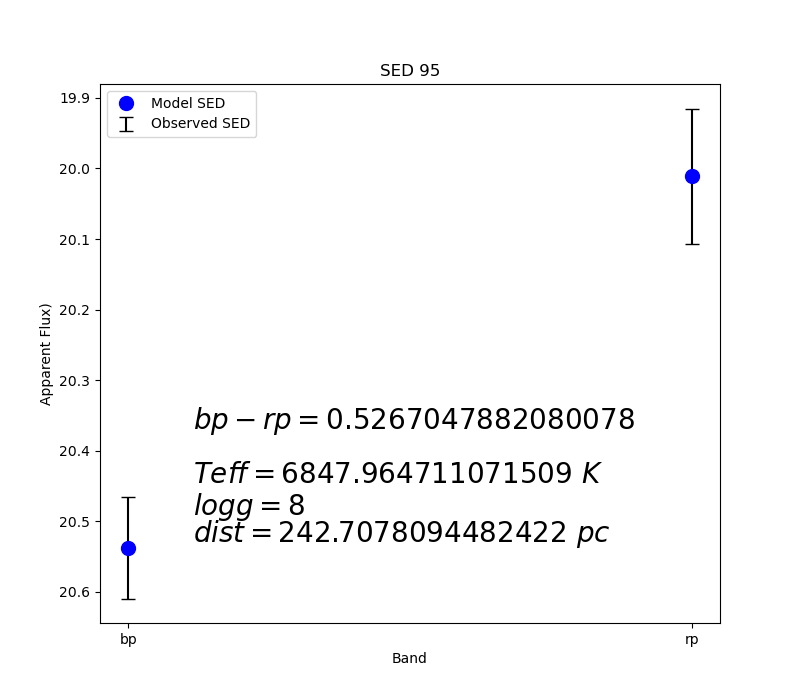 SED 95
Model SED
Observed SED
19.9
20.0
20.1
20.2
20.3
20.4
20.5
20.6
Apparent Flux)
bp − rp = 0.5267047882080078
Teff = 6847.964711071509 K
logg = 8
dist = 242.7078094482422 pc
bp
rp
Band